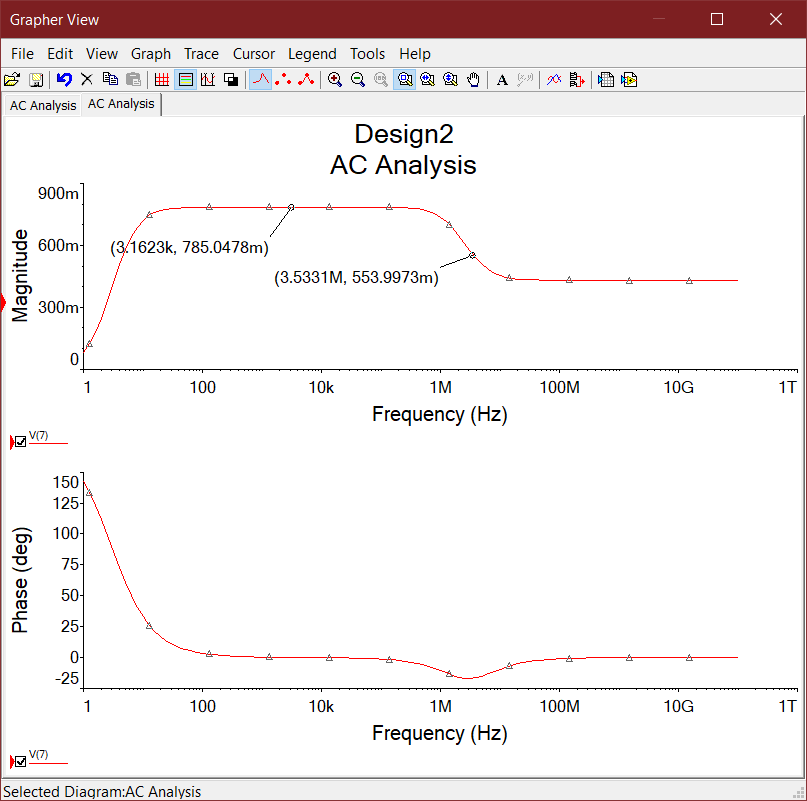 Grapher View
File Edit View Graph Trace Cursor Legend Tools Help
AC Analysis AC Analysis
Design2
AC Analysis
Magnitude
900m
600m
300m
0
(3.1623k, 785.0478m)
(3.5331M, 553.9973m)
1 100 10k 1M 100M 10G 1T
Frequency (Hz)
V(7)
Phase (deg)
150
125
100
75
50
25
0
-25
1 100 10k 1M 100M 10G 1T
Frequency (Hz)
V(7)
Selected Diagram:AC Analysis